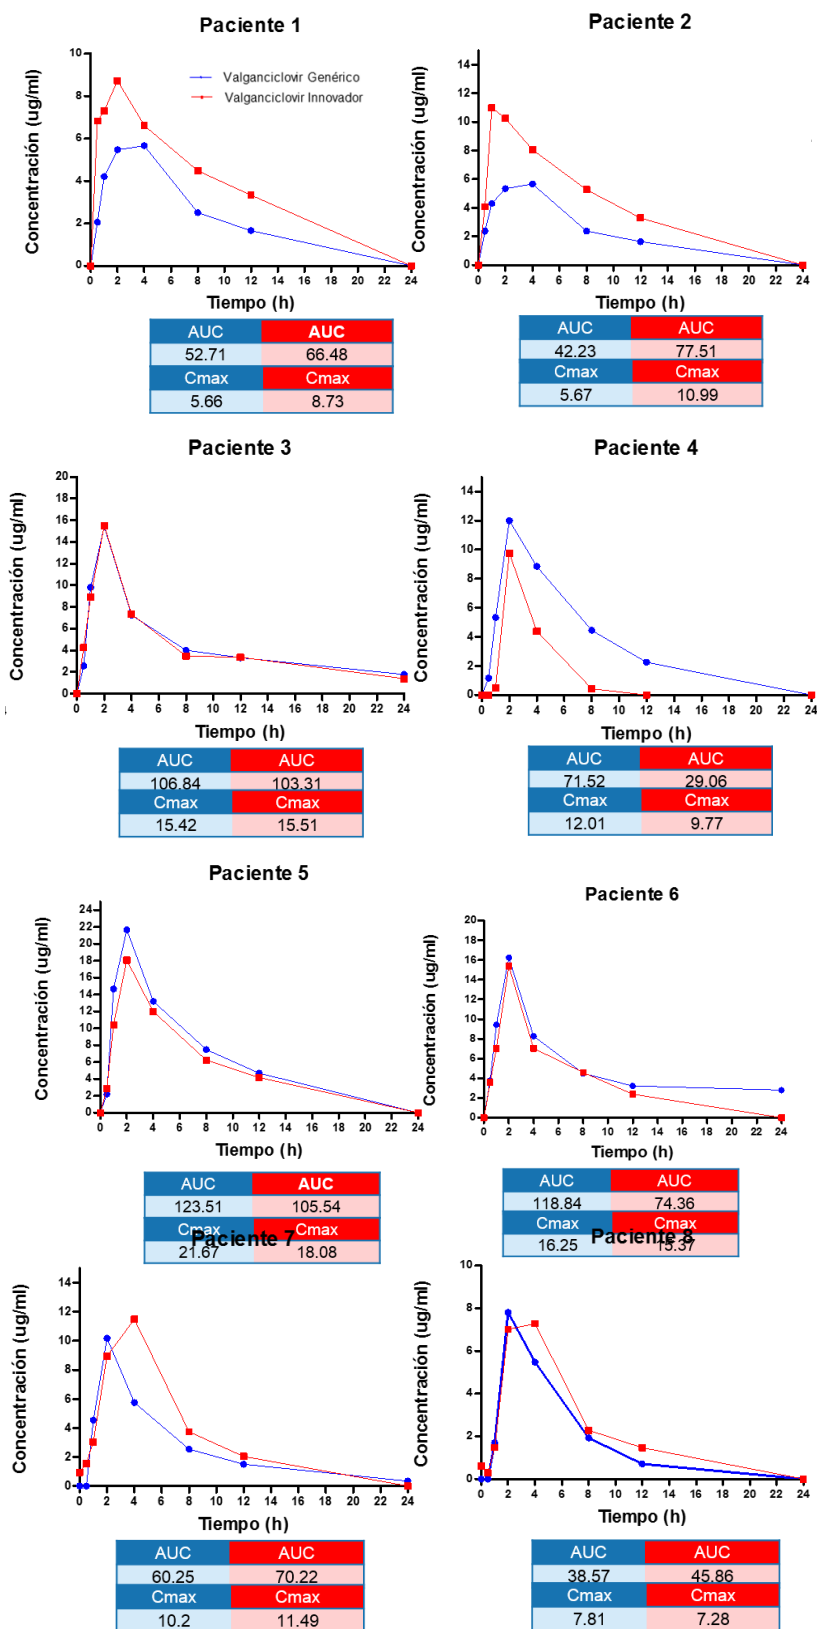 Paciente 1
Concentración (ug/ml)
10
8
6
4
2
0
Valganciclovir Genérico
Valganciclovir Innovador
0 2 4 6 8 10 12 14 16 18 20 22 24
Tiempo (h)
AUC AUC
52.71 66.48
Cmax Cmax
5.66 8.73
Paciente 2
Concentración (ug/ml)
14
12
10
8
6
4
2
0
0 2 4 6 8 10 12 14 16 18 20 22 24
Tiempo (h)
AUC AUC
42.23 77.51
Cmax Cmax
5.67 10.99
Paciente 3
Concentración (ug/ml)
20
18
16
14
12
10
8
6
4
2
0
0 2 4 6 8 10 12 14 16 18 20 22 24
Tiempo (h)
AUC AUC
106.84 103.31
Cmax Cmax
15.42 15.51
Paciente 4
Concentración (ug/ml)
14
12
10
8
6
4
2
0
0 2 4 6 8 10 12 14 16 18 20 22 24
Tiempo (h)
AUC AUC
71.52 29.06
Cmax Cmax
12.01 9.77
Paciente 5
Concentración (ug/ml)
24
22
20
18
16
14
12
10
8
6
4
2
0
0 2 4 6 8 10 12 14 16 18 20 22 24
Tiempo (h)
AUC AUC
123.51 105.54
Cmax Cmax
21.67 18.08
Paciente 6
Concentración (ug/ml)
20
18
16
14
12
10
8
6
4
2
0
0 2 4 6 8 10 12 14 16 18 20 22 24
Tiempo (h)
AUC AUC
118.84 74.36
Cmax Cmax
16.25 15.37
Paciente 7
Concentración (ug/ml)
14
12
10
8
6
4
2
0
0 2 4 6 8 10 12 14 16 18 20 22 24
Tiempo (h)
AUC AUC
60.25 70.22
Cmax Cmax
10.2 11.49
Paciente 8
Concentración (ug/ml)
10
8
6
4
2
0
0 2 4 6 8 10 12 14 16 18 20 22 24
Tiempo (h)
AUC AUC
38.57 45.86
Cmax Cmax
7.81 7.28